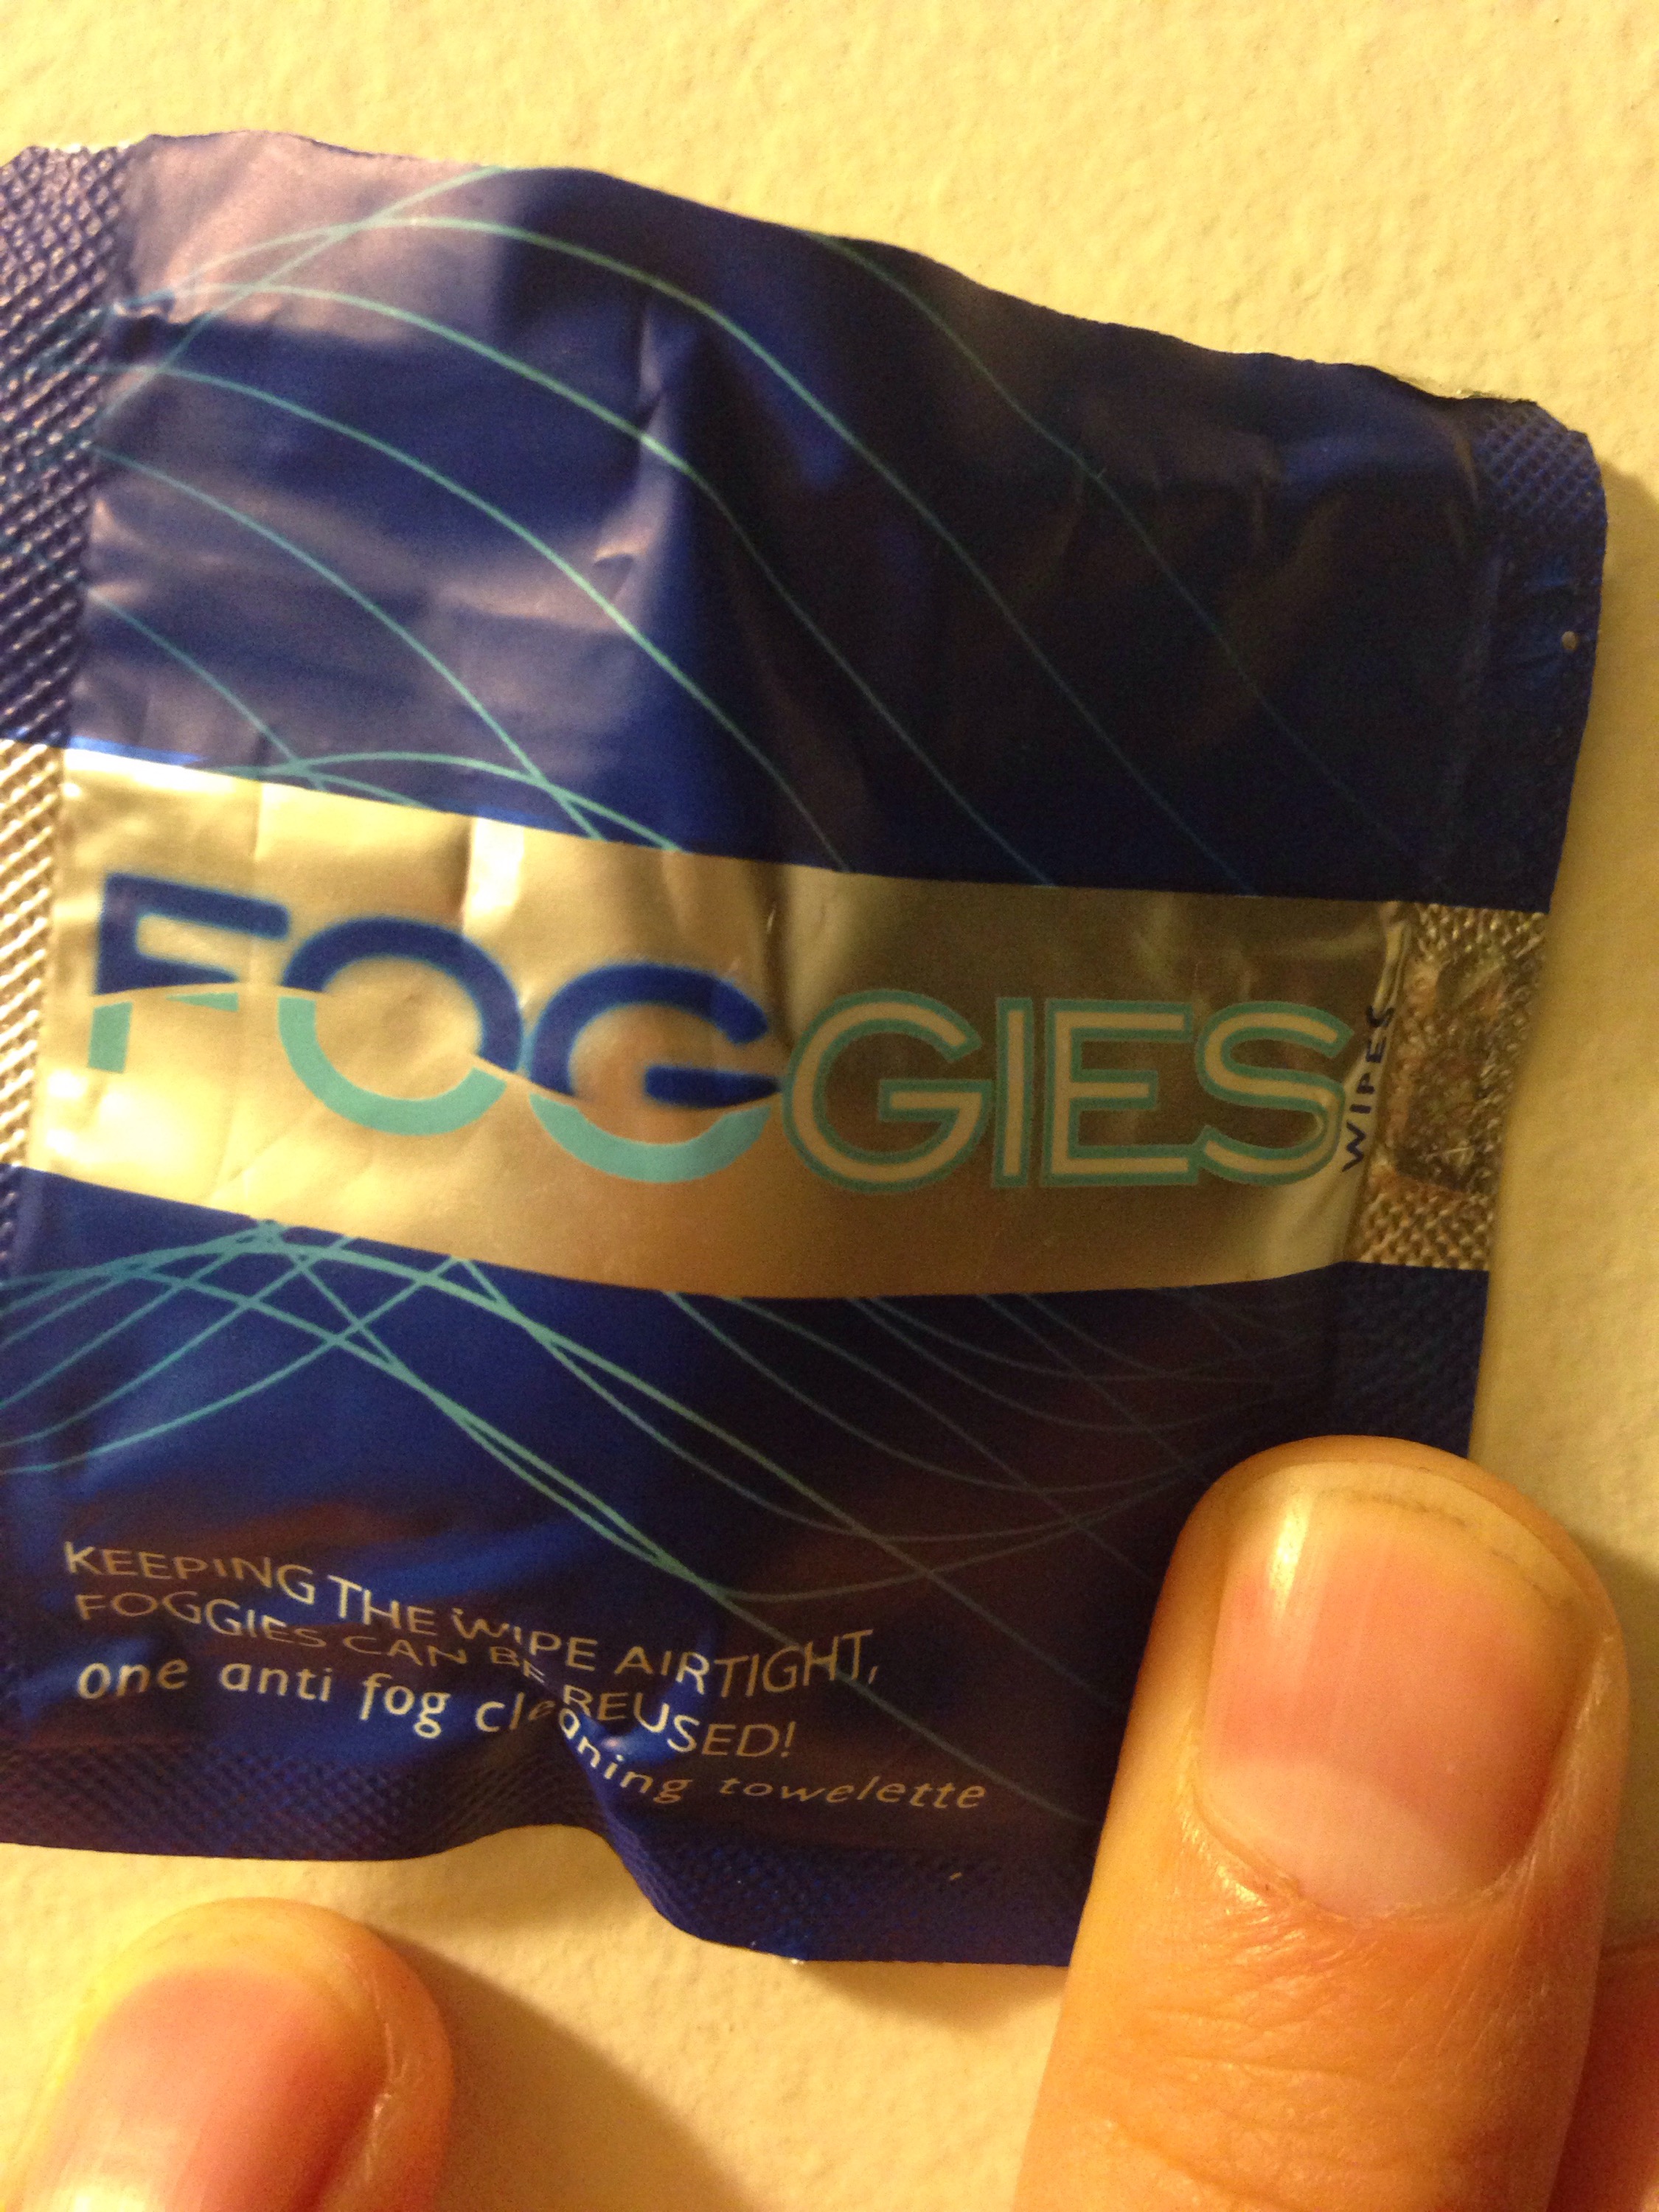 FOGGIES
WIPES
KEEPING THE WIPE AIRTIGHT,
FOGGIES CAN BE REUSED!
one anti fog cleaning towelette